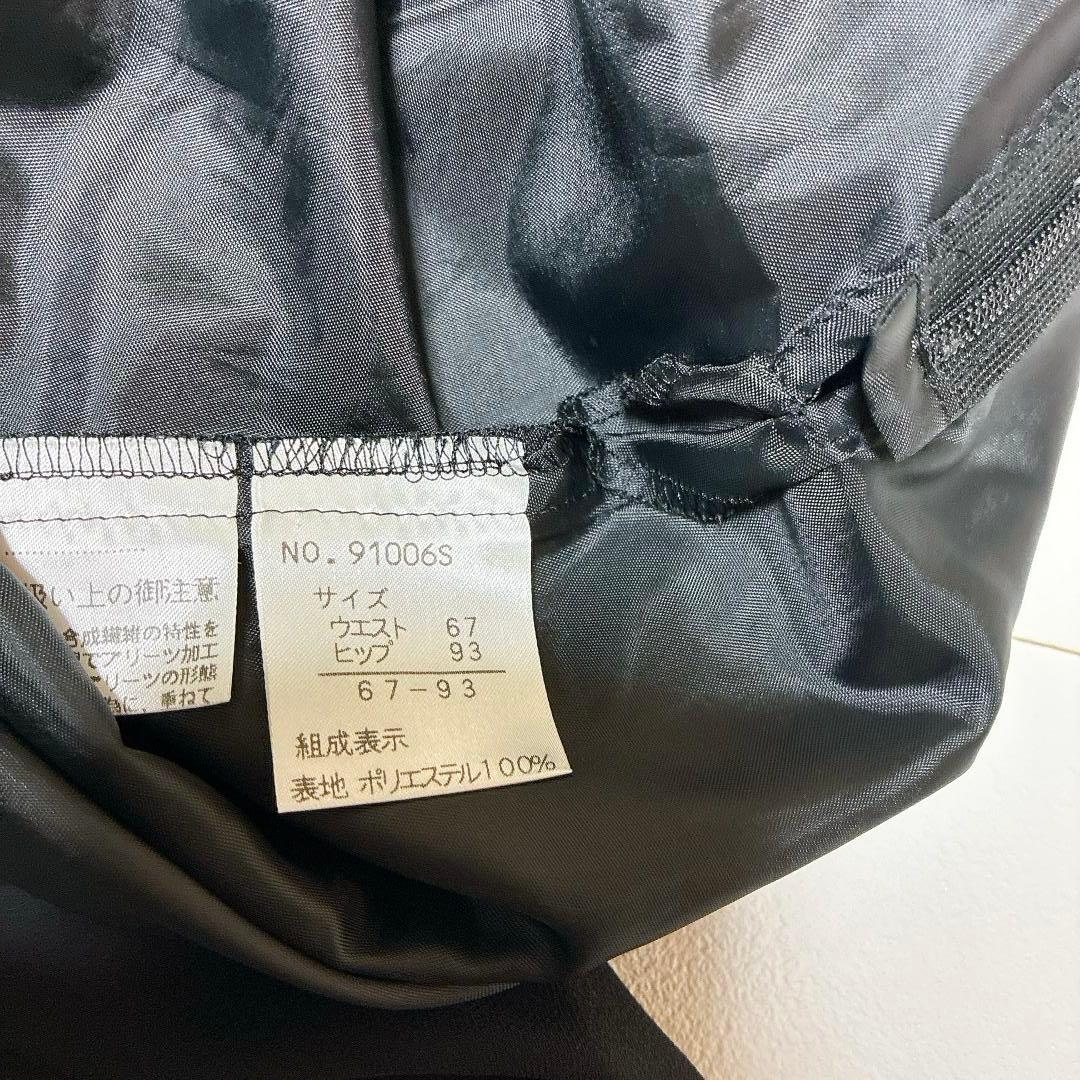 扱い上の御注意
合成繊維の特性を
てプリーツ加工
プリーツの形態
為に、重ねて
NO. 91006S
サイズ
ウエスト 67
ヒップ 93
67-93
組成表示
表地 ポリエステル100%